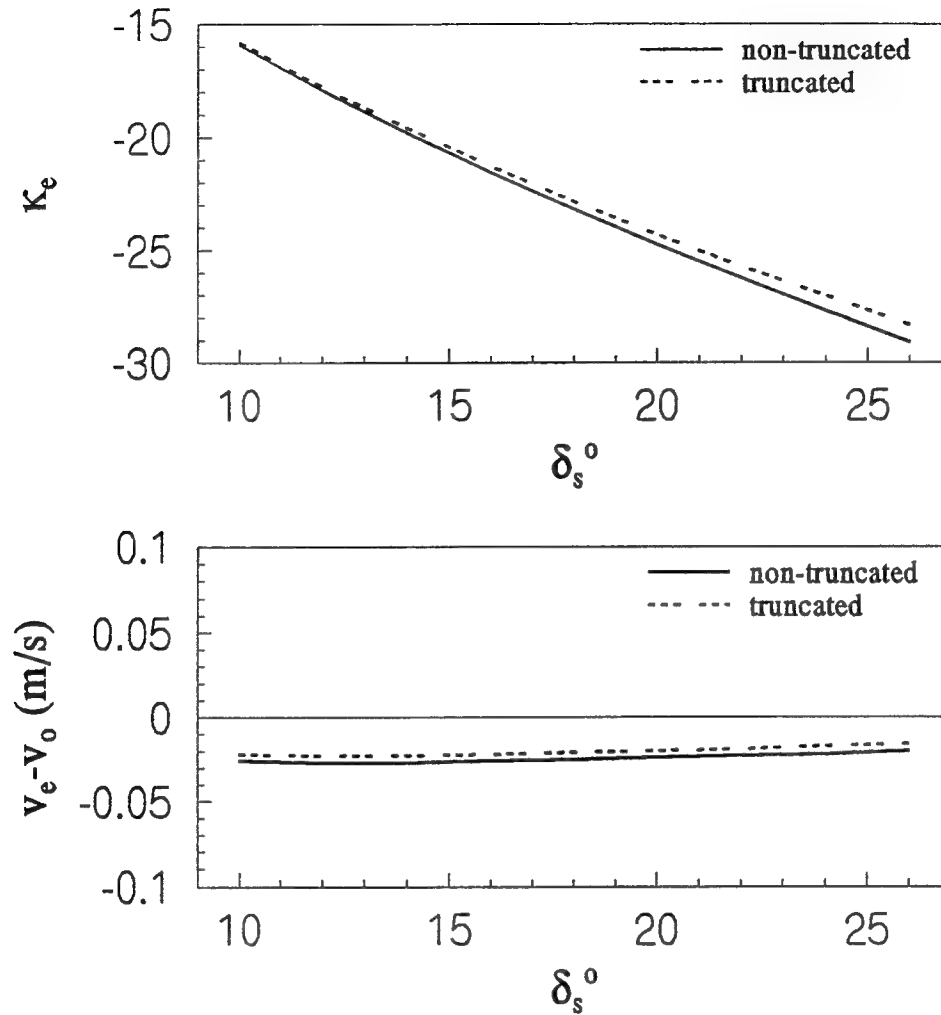 -15
non-truncated
truncated
-20
κe
-25
-30
10 15 20 25
δs°
0.1
non-truncated
truncated
0.05
0
ve-vo (m/s)
-0.05
-0.1
10 15 20 25
δs°